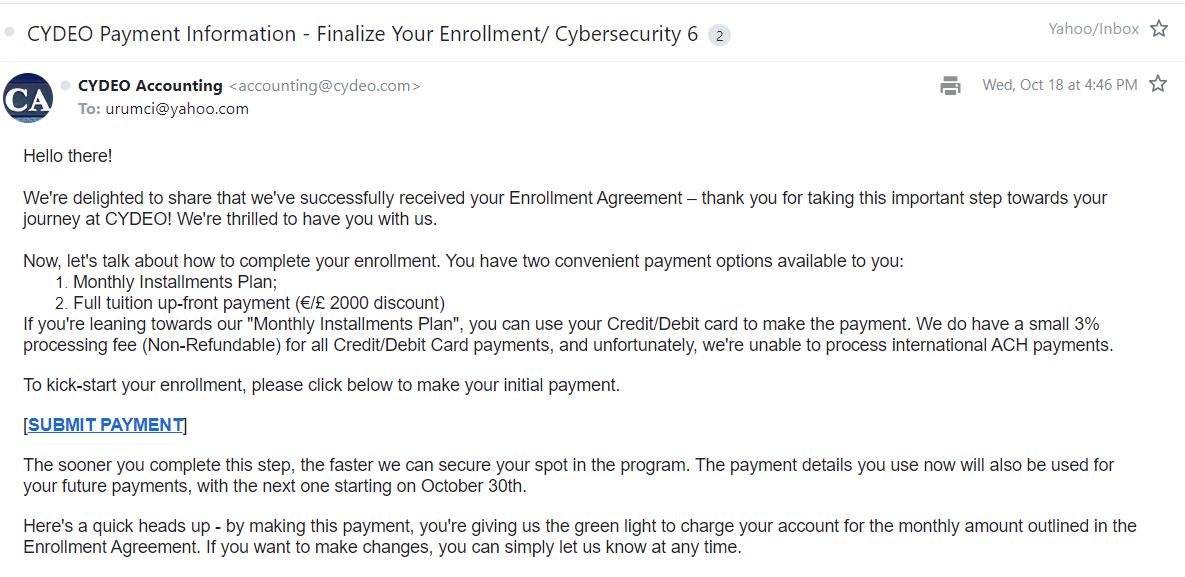 CYDEO Payment Information - Finalize Your Enrollment/ Cybersecurity 6 2
Yahoo/Inbox
CA
CYDEO Accounting <accounting@cydeo.com>
Wed, Oct 18 at 4:46 PM
To: urumci@yahoo.com
Hello there!
We're delighted to share that we've successfully received your Enrollment Agreement – thank you for taking this important step towards your
journey at CYDEO! We're thrilled to have you with us.
Now, let's talk about how to complete your enrollment. You have two convenient payment options available to you:
1. Monthly Installments Plan;
2. Full tuition up-front payment (€/£ 2000 discount)
If you're leaning towards our "Monthly Installments Plan", you can use your Credit/Debit card to make the payment. We do have a small 3%
processing fee (Non-Refundable) for all Credit/Debit Card payments, and unfortunately, we're unable to process international ACH payments.
To kick-start your enrollment, please click below to make your initial payment.
[SUBMIT PAYMENT]
The sooner you complete this step, the faster we can secure your spot in the program. The payment details you use now will also be used for
your future payments, with the next one starting on October 30th.
Here's a quick heads up - by making this payment, you're giving us the green light to charge your account for the monthly amount outlined in the
Enrollment Agreement. If you want to make changes, you can simply let us know at any time.